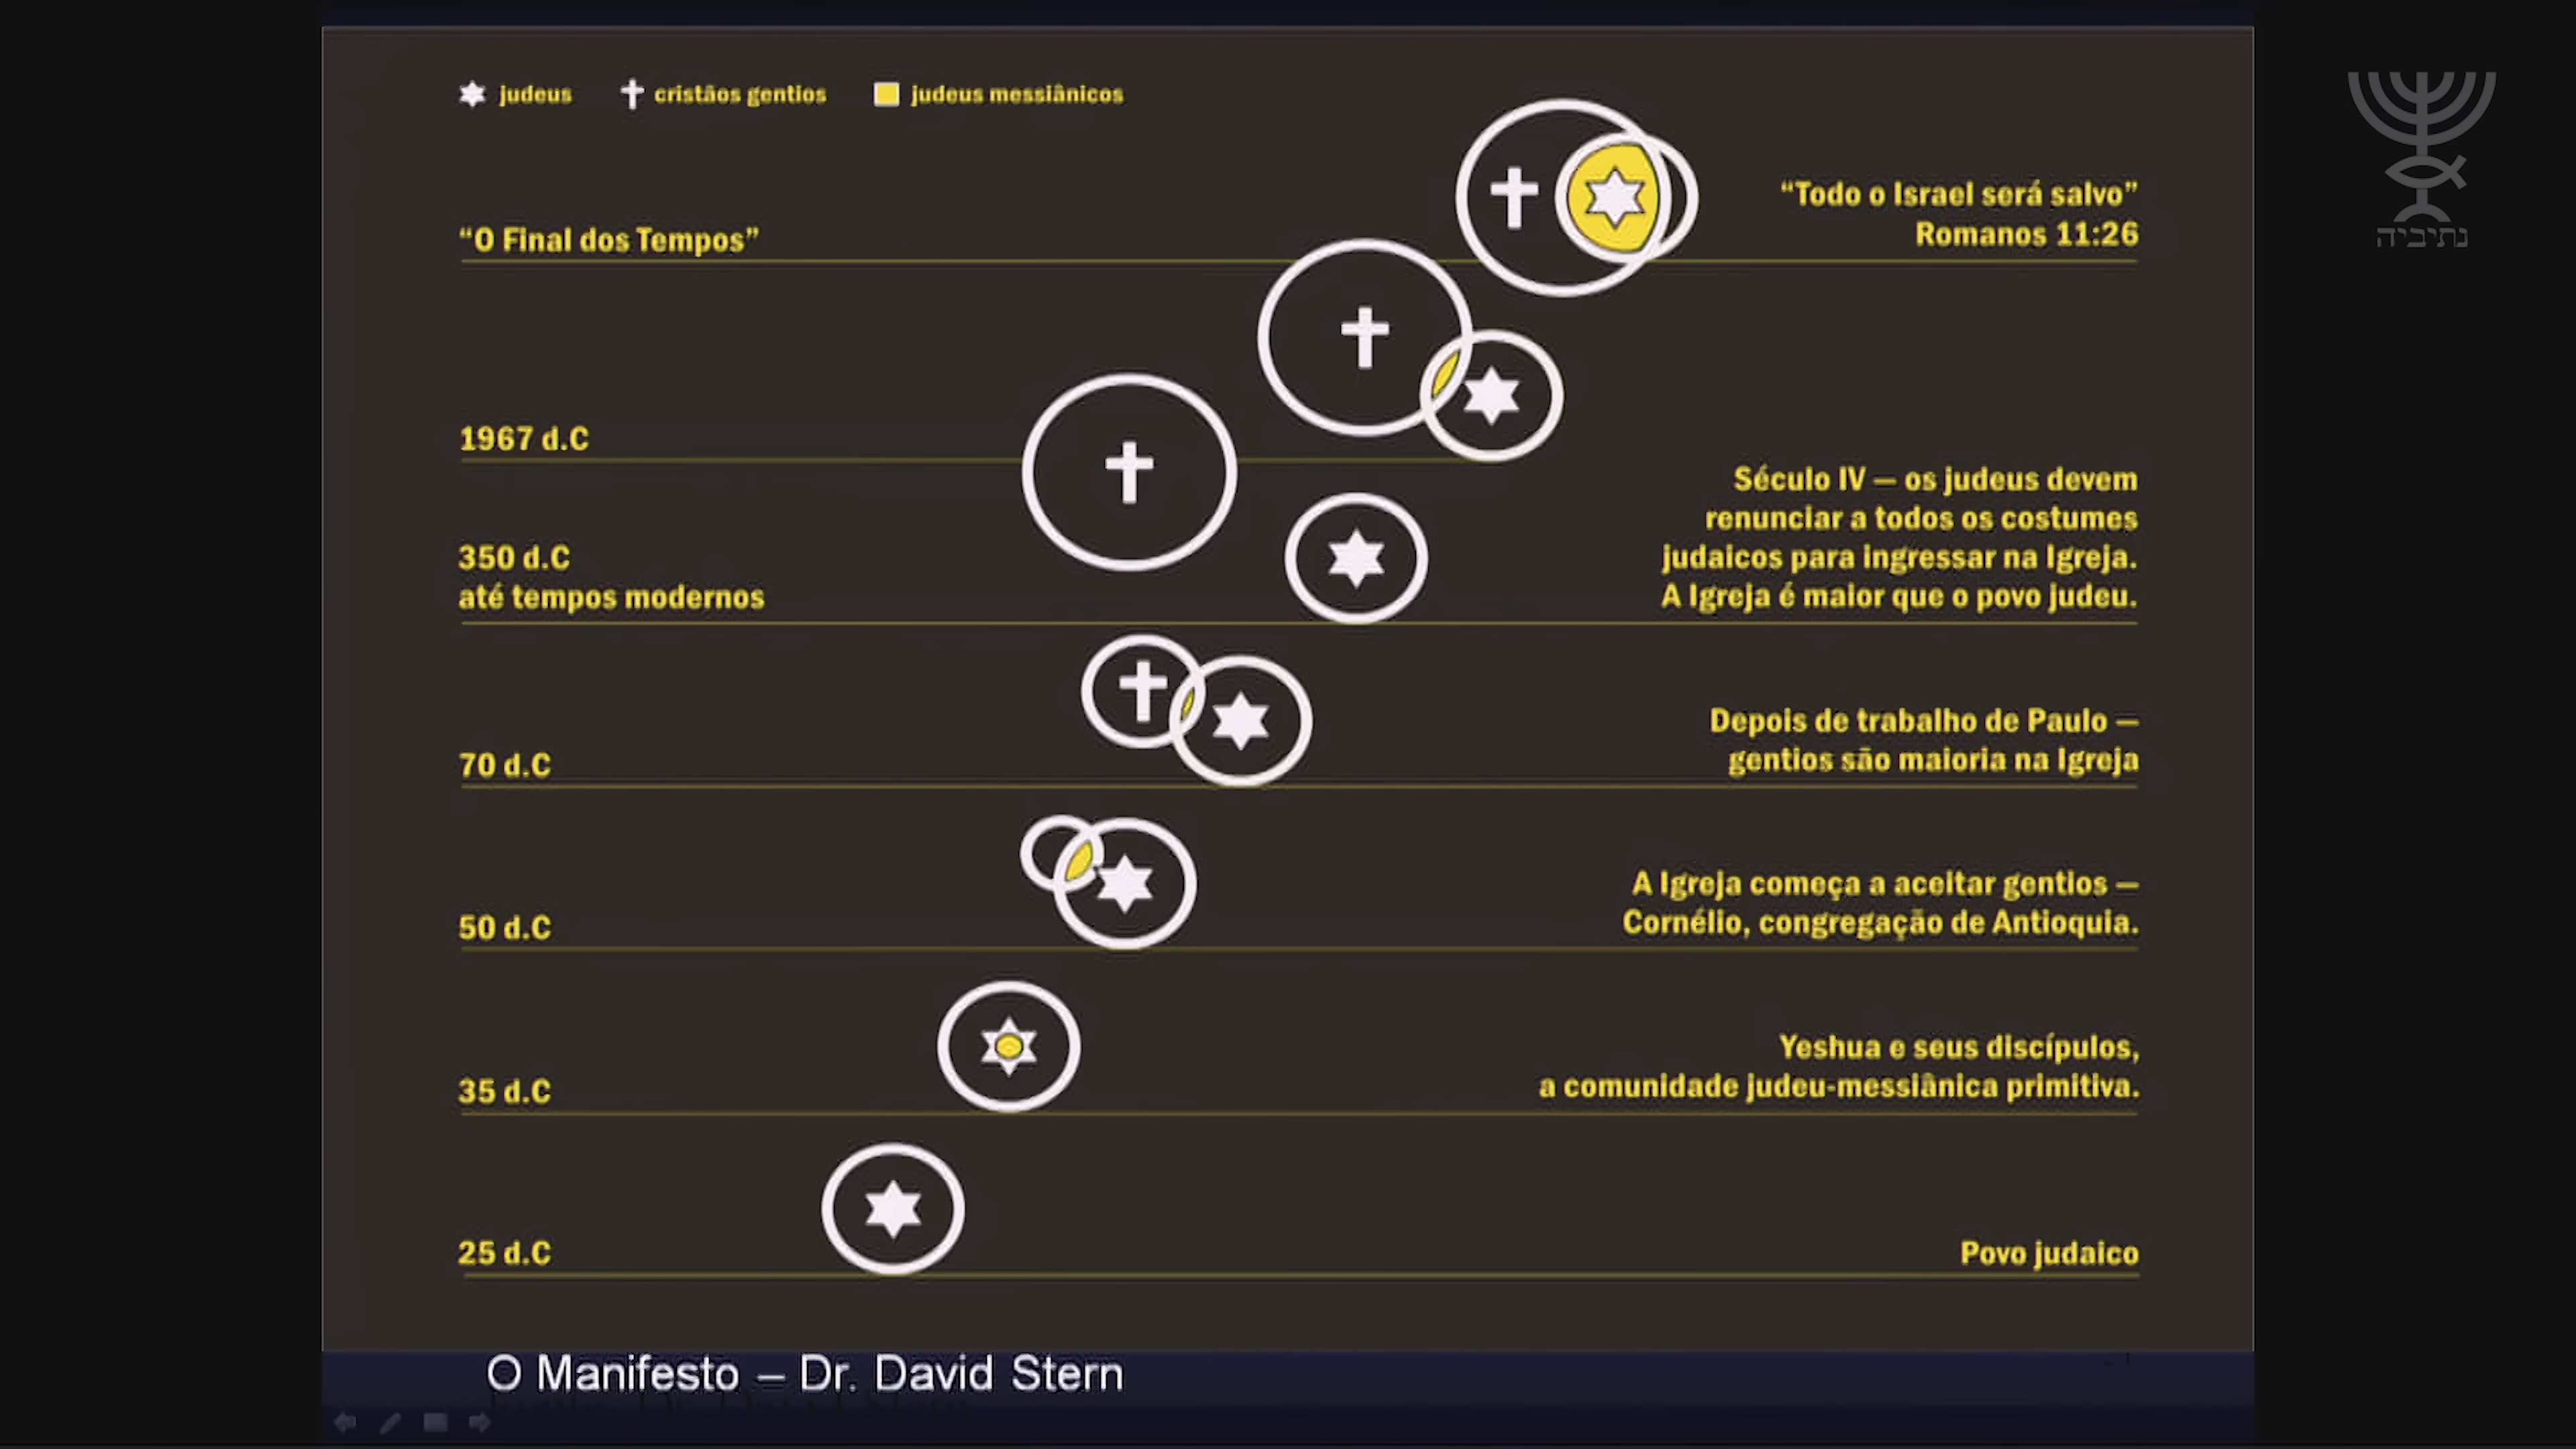 judeus
cristãos gentios
judeus messiânicos
“Todo o Israel será salvo”
Romanos 11:26
“O Final dos Tempos”
1967 d.C
Século IV — os judeus devem
renunciar a todos os costumes
judaicos para ingressar na Igreja.
A Igreja é maior que o povo judeu.
350 d.C
até tempos modernos
Depois de trabalho de Paulo —
gentios são maioria na Igreja
70 d.C
A Igreja começa a aceitar gentios —
Cornélio, congregação de Antioquia.
50 d.C
Yeshua e seus discípulos,
a comunidade judeu-messiânica primitiva.
35 d.C
Povo judaico
25 d.C
O Manifesto – Dr. David Stern
נתיביה